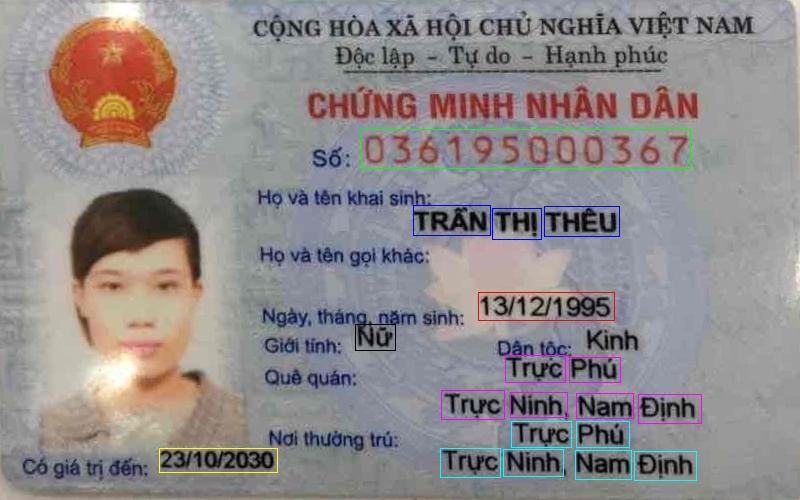 CỘNG HÒA XÃ HỘI CHỦ NGHĨA VIỆT NAM
Độc lập - Tự do - Hạnh phúc
CHỨNG MINH NHÂN DÂN
Số: 036195000367
Họ và tên khai sinh:
TRẦN THỊ THÊU
Họ và tên gọi khác:
Ngày, tháng, năm sinh: 13/12/1995
Giới tính: Nữ Dân tộc: Kinh
Quê quán: Trực Phú
Trực Ninh, Nam Định
Nơi thường trú: Trực Phú
Trực Ninh, Nam Định
Có giá trị đến: 23/10/2030